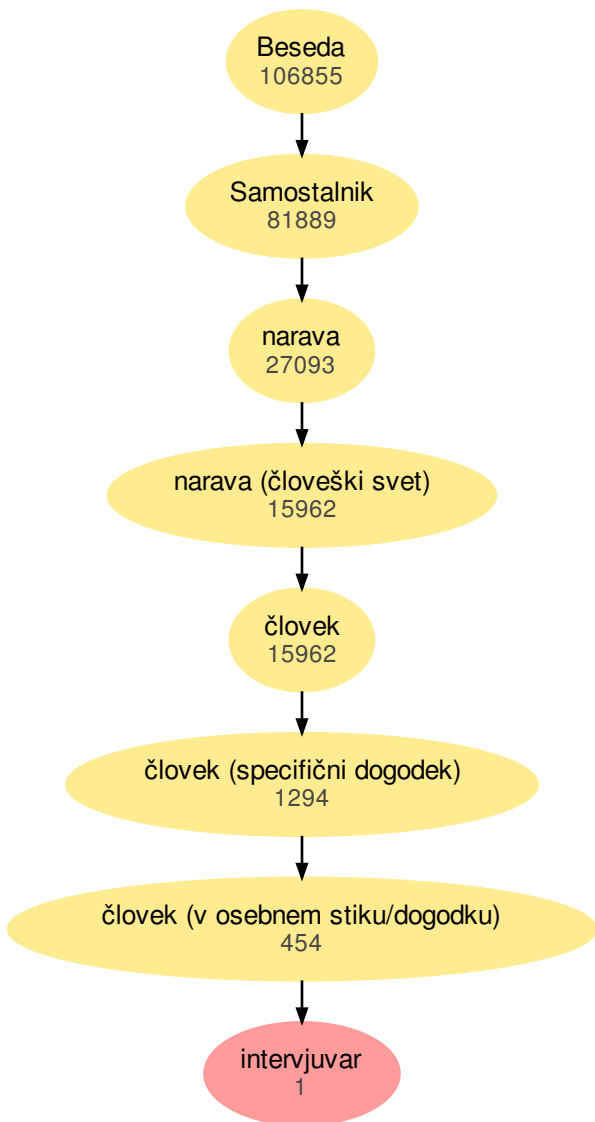 Beseda
106855
Samostalnik
81889
narava
27093
narava (človeški svet)
15962
človek
15962
človek (specifični dogodek)
1294
človek (v osebnem stiku/dogodku)
454
intervjuvar
1